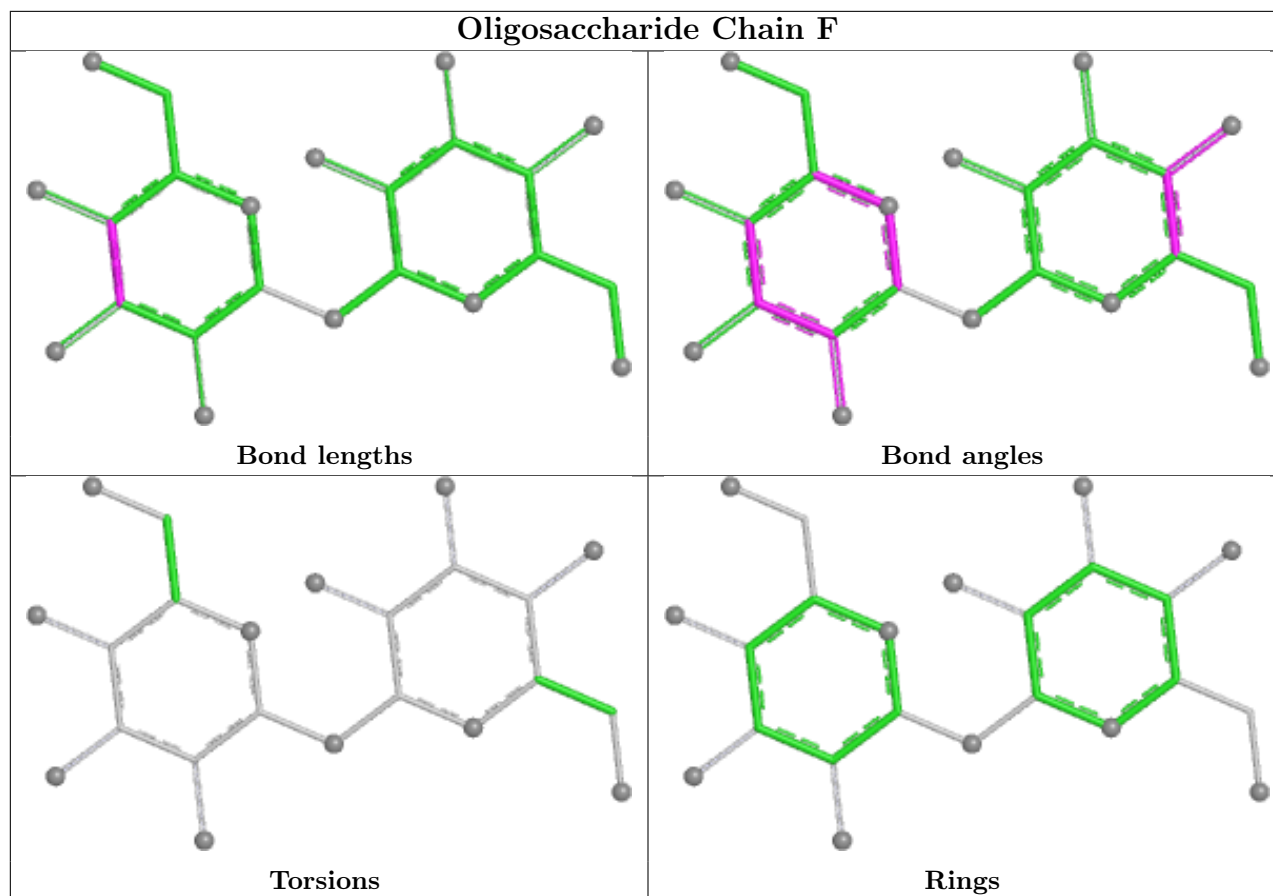 Oligosaccharide Chain F
Bond lengths
Bond angles
Torsions
Rings